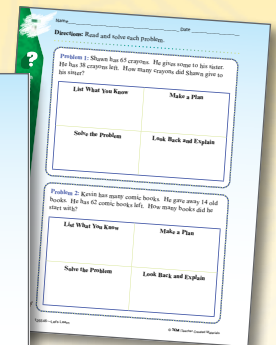 Name
Date
Directions: Read and solve each problem.
?
Problem 1: Shawn has 65 crayons. He gives some to his sister.
He has 38 crayons left. How many crayons did Shawn give to
his sister?
List What You Know
Make a Plan
Solve the Problem
Look Back and Explain
Problem 2: Kevin has many comic books. He gave away 14 old
books. He has 62 comic books left. How many books did he
start with?
List What You Know
Make a Plan
Solve the Problem
Look Back and Explain